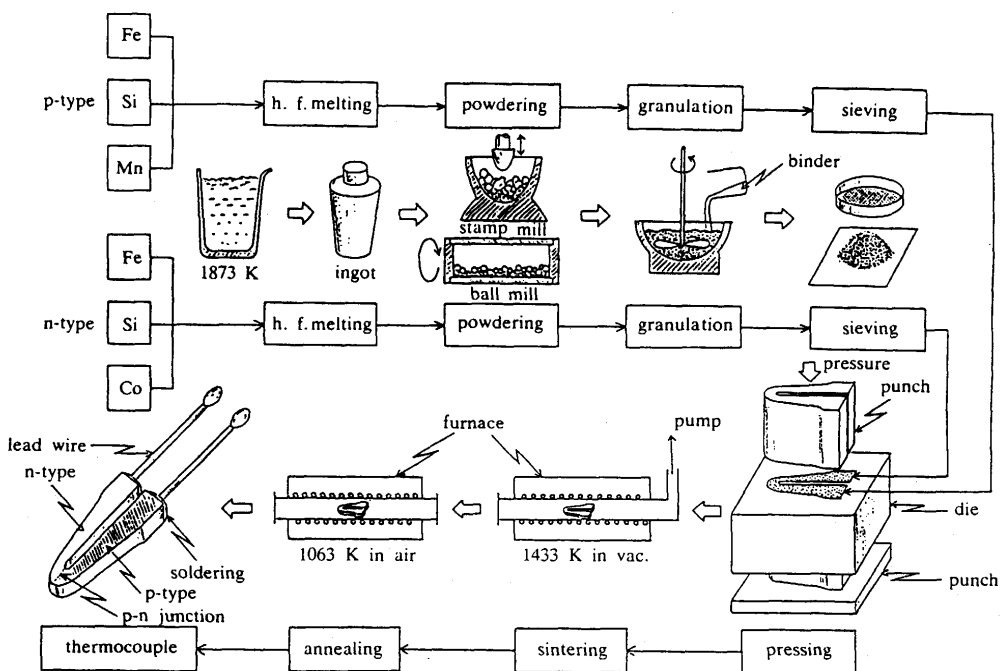 Fe
p-type
Si
h. f. melting
powdering
granulation
sieving
Mn
binder
stamp mill
1873 K
ingot
ball mill
Fe
n-type
Si
h. f. melting
powdering
granulation
sieving
Co
pressure
punch
lead wire
n-type
furnace
pump
die
1063 K in air
1433 K in vac.
soldering
p-type
p-n junction
punch
thermocouple
annealing
sintering
pressing